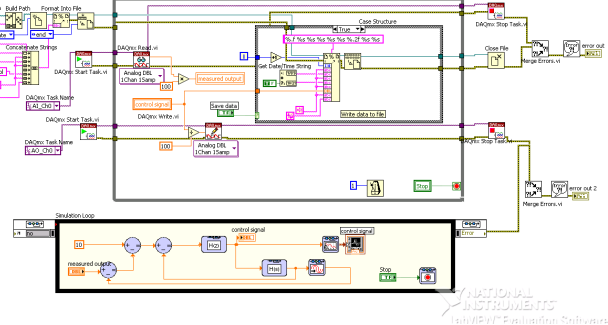 Build Path
Format Into File
Case Structure
True
%.f %s %s %s %s %s %.2f %s %s
Concatenate Strings
DAQmx Start Task.vi
DAQmx Read.vi
Analog DBL
1Chan 1Samp
100
measured output
control signal
DAQmx Write.vi
Save data
TF
1
Get Date/Time String
Write data to file
Close File
DAQmx Stop Task.vi
Merge Errors.vi
error out
DAQmx Task Name
AI_Ch0
DAQmx Start Task.vi
DAQmx Task Name
AO_Ch0
100
Analog DBL
1Chan 1Samp
DAQmx Stop Task.vi
1
Stop
Merge Errors.vi
error out 2
Simulation Loop
Error
10
control signal
control signal
H(z)
H(s)
measured output
Stop
TF
NATIONAL
INSTRUMENTS
LabVIEW Evaluation Software